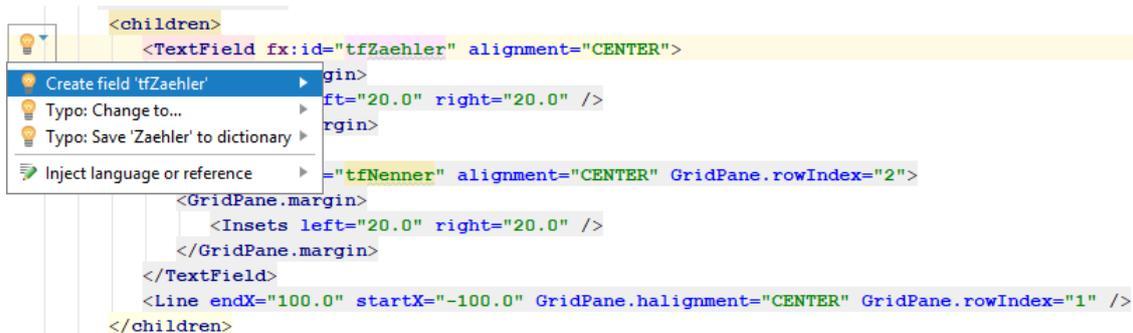 <children>
<TextField fx:id="tfZaehler" alignment="CENTER">
Create field 'tfZaehler'
gin>
Typo: Change to...
ft="20.0" right="20.0" />
Typo: Save 'Zaehler' to dictionary
rgin>
Inject language or reference
="tfNenner" alignment="CENTER" GridPane.rowIndex="2">
<GridPane.margin>
<Insets left="20.0" right="20.0" />
</GridPane.margin>
</TextField>
<Line endX="100.0" startX="-100.0" GridPane.halignment="CENTER" GridPane.rowIndex="1" />
</children>